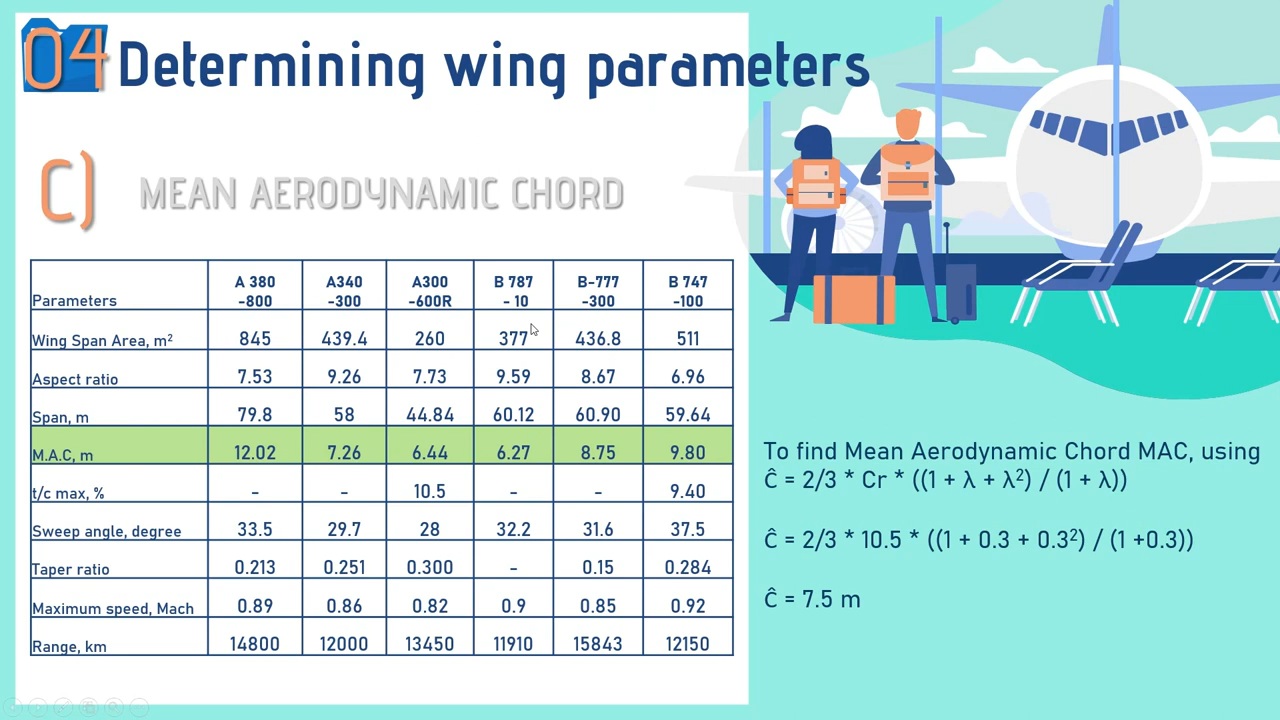 04 Determining wing parameters
C) MEAN AERODYNAMIC CHORD
Parameters A 380 -800 A340 -300 A300 -600R B 787 - 10 B-777 -300 B 747 -100
Wing Span Area, m² 845 439.4 260 377 436.8 511
Aspect ratio 7.53 9.26 7.73 9.59 8.67 6.96
Span, m 79.8 58 44.84 60.12 60.90 59.64
M.A.C, m 12.02 7.26 6.44 6.27 8.75 9.80
t/c max, % - - 10.5 - - 9.40
Sweep angle, degree 33.5 29.7 28 32.2 31.6 37.5
Taper ratio 0.213 0.251 0.300 - 0.15 0.284
Maximum speed, Mach 0.89 0.86 0.82 0.9 0.85 0.92
Range, km 14800 12000 13450 11910 15843 12150
To find Mean Aerodynamic Chord MAC, using
Ĉ = 2/3 * Cr * ((1 + λ + λ²) / (1 + λ))
Ĉ = 2/3 * 10.5 * ((1 + 0.3 + 0.3²) / (1 +0.3))
Ĉ = 7.5 m